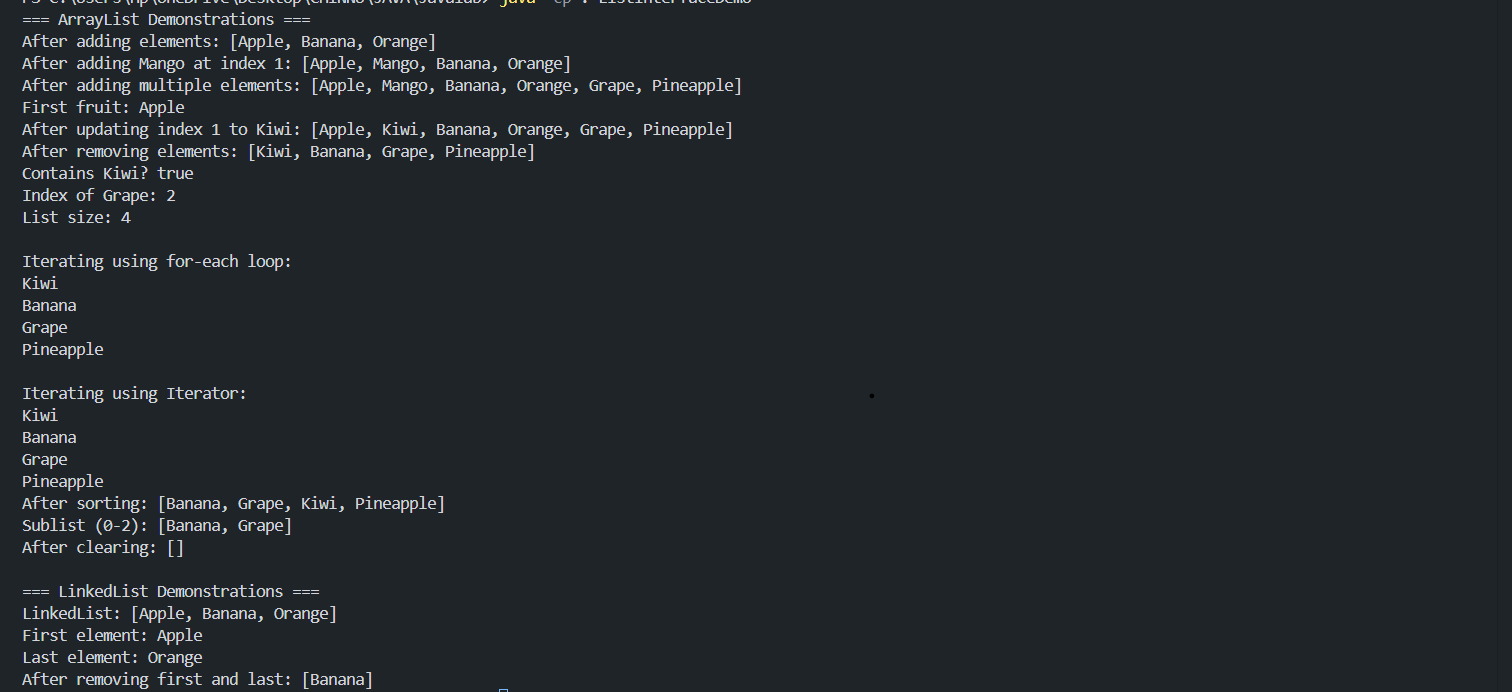 === ArrayList Demonstrations ===
After adding elements: [Apple, Banana, Orange]
After adding Mango at index 1: [Apple, Mango, Banana, Orange]
After adding multiple elements: [Apple, Mango, Banana, Orange, Grape, Pineapple]
First fruit: Apple
After updating index 1 to Kiwi: [Apple, Kiwi, Banana, Orange, Grape, Pineapple]
After removing elements: [Kiwi, Banana, Grape, Pineapple]
Contains Kiwi? true
Index of Grape: 2
List size: 4
Iterating using for-each loop:
Kiwi
Banana
Grape
Pineapple
Iterating using Iterator:
Kiwi
Banana
Grape
Pineapple
After sorting: [Banana, Grape, Kiwi, Pineapple]
Sublist (0-2): [Banana, Grape]
After clearing: []
=== LinkedList Demonstrations ===
LinkedList: [Apple, Banana, Orange]
First element: Apple
Last element: Orange
After removing first and last: [Banana]